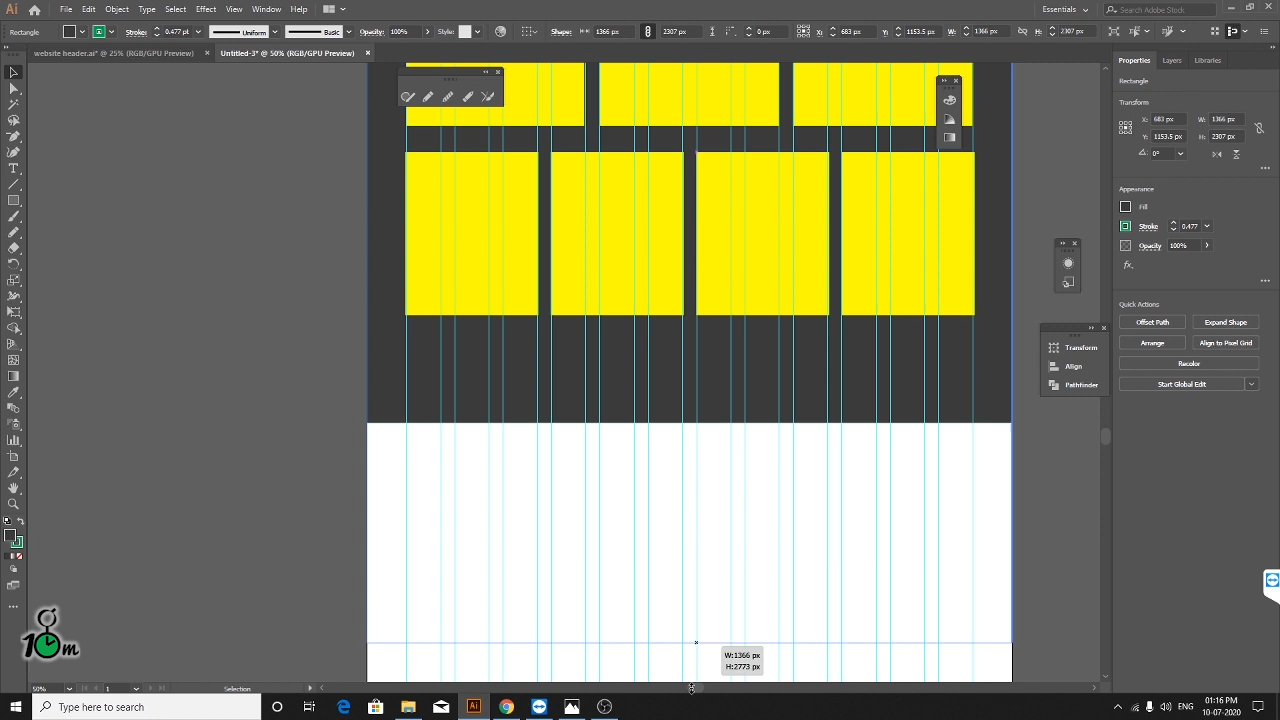 Ai File Edit Object Type Select Effect View Window Help Essentials Search Adobe Stock
Rectangle Stroke: 0.477 pt Uniform Basic Opacity: 100% Style: Shape: 1366 px 2307 px 0 px X: 683 px Y: 1153.5 px W: 1366 px H: 2307 px
website header.ai* @ 25% (RGB/GPU Preview) × Untitled-3* @ 50% (RGB/GPU Preview) ×
Properties Layers Libraries
Rectangle
Transform
X: 683 px W: 1366 px
Y: 1153.5 px H: 2307 px
0°
Appearance
Fill
Stroke 0.477
Opacity 100%
fx
Quick Actions
Offset Path Expand Shape
Arrange Align to Pixel Grid
Recolor
Start Global Edit
Transform
Align
Pathfinder
W:1366 px
H:2773 px
10m
50% 1 Selection
Type here to search
Ai
01:16 PM
10-07-2020